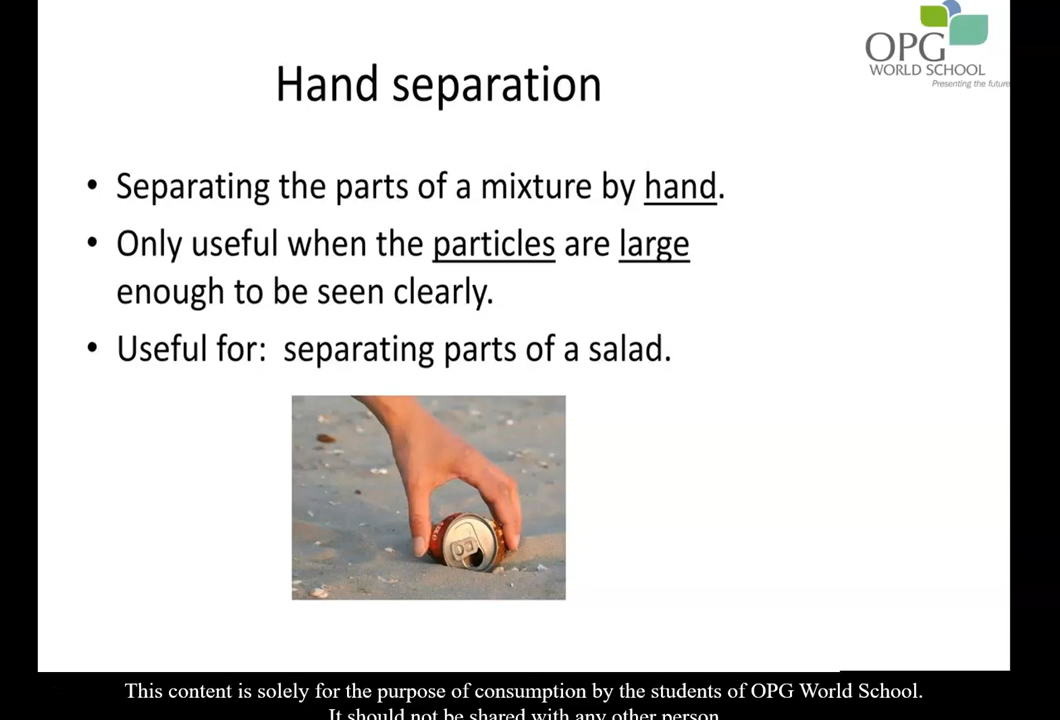 OPG
WORLD SCHOOL
Presenting the future
Hand separation
• Separating the parts of a mixture by hand.
• Only useful when the particles are large
enough to be seen clearly.
• Useful for: separating parts of a salad.
This content is solely for the purpose of consumption by the students of OPG World School.
It should not be shared with any other person